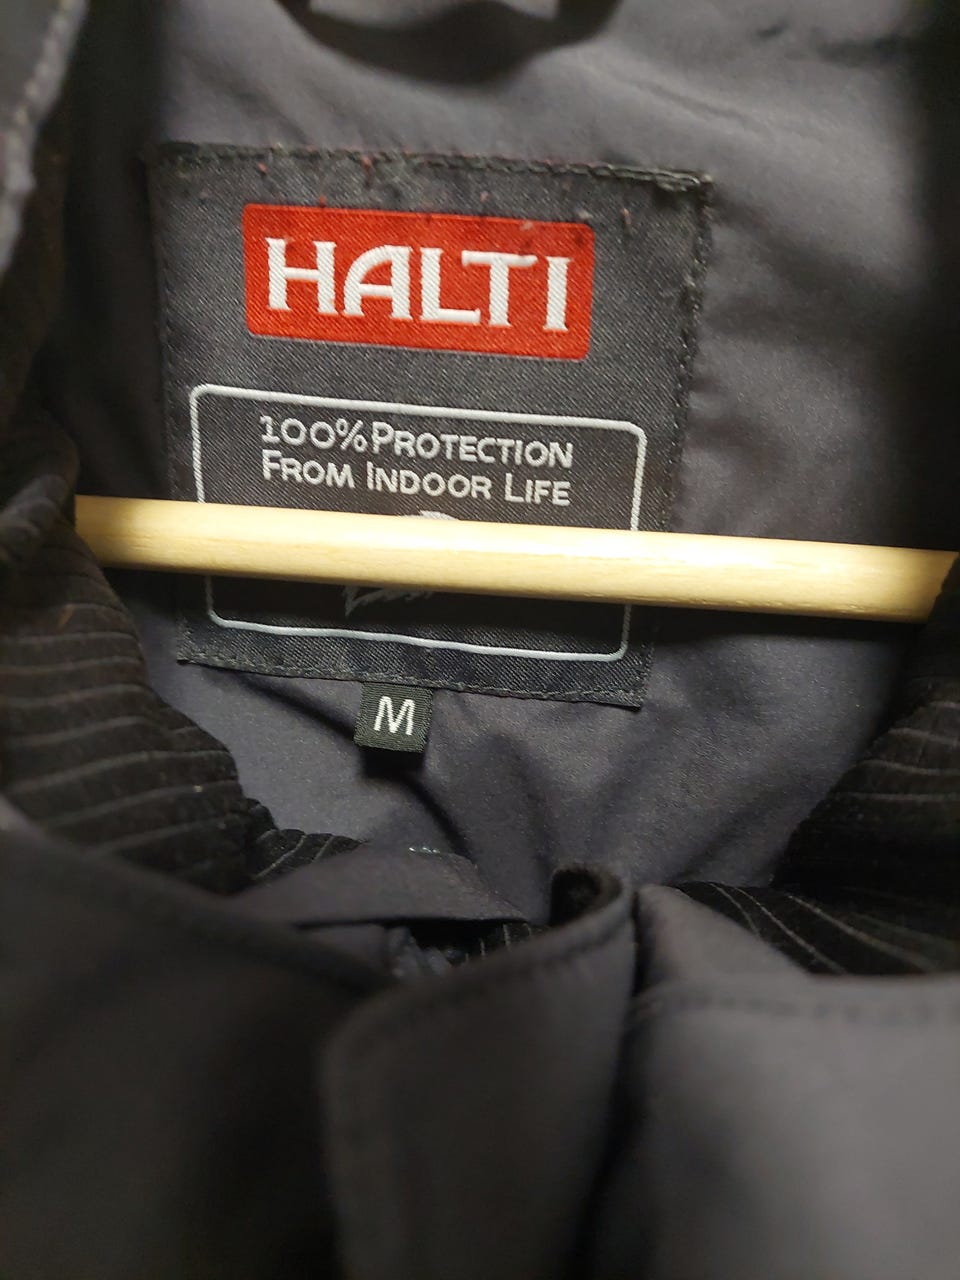 HALTI
100% PROTECTION
FROM INDOOR LIFE
M